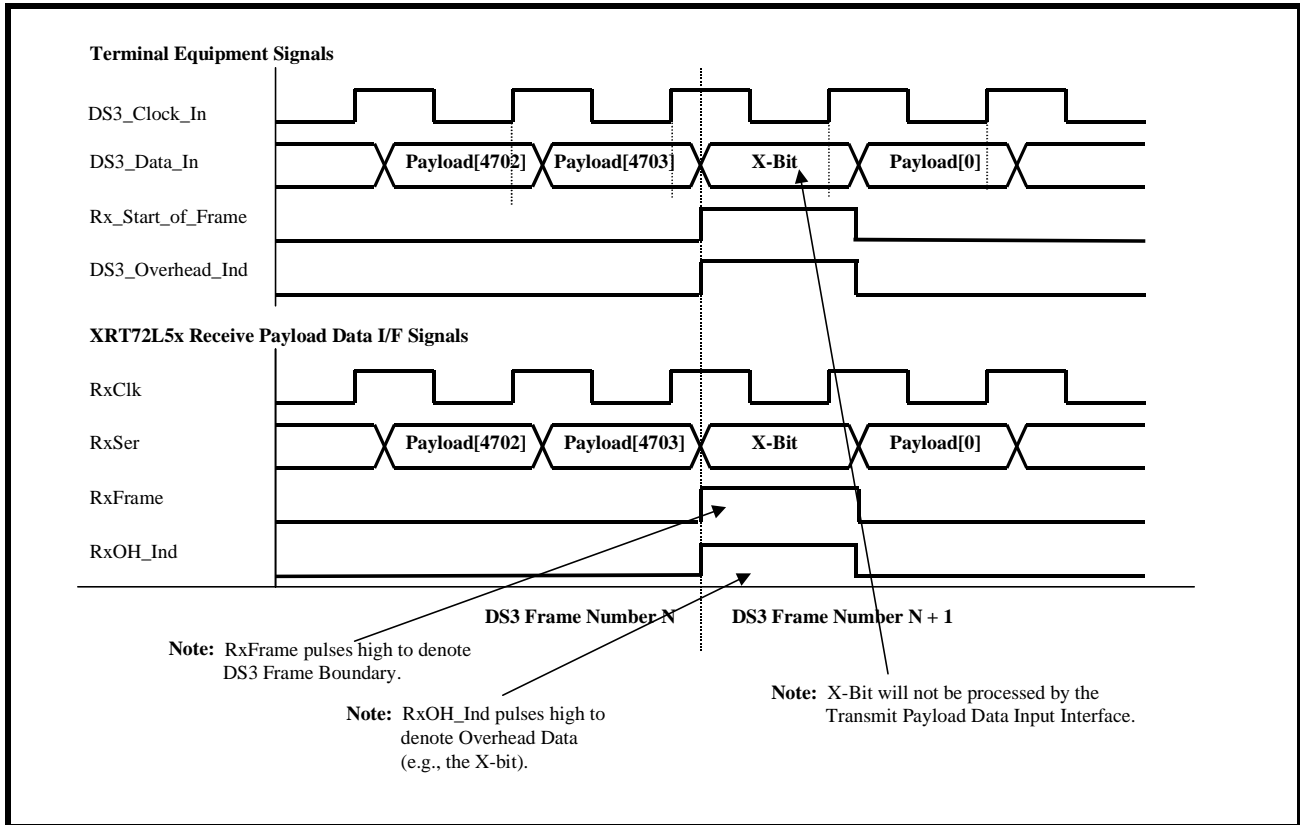 Terminal Equipment Signals
DS3_Clock_In
DS3_Data_In
Payload[4702] Payload[4703] X-Bit Payload[0]
Rx_Start_of_Frame
DS3_Overhead_Ind
XRT72L5x Receive Payload Data I/F Signals
RxClk
RxSer
Payload[4702] Payload[4703] X-Bit Payload[0]
RxFrame
RxOH_Ind
DS3 Frame Number N DS3 Frame Number N + 1
Note: RxFrame pulses high to denote
DS3 Frame Boundary.
Note: RxOH_Ind pulses high to
denote Overhead Data
(e.g., the X-bit).
Note: X-Bit will not be processed by the
Transmit Payload Data Input Interface.